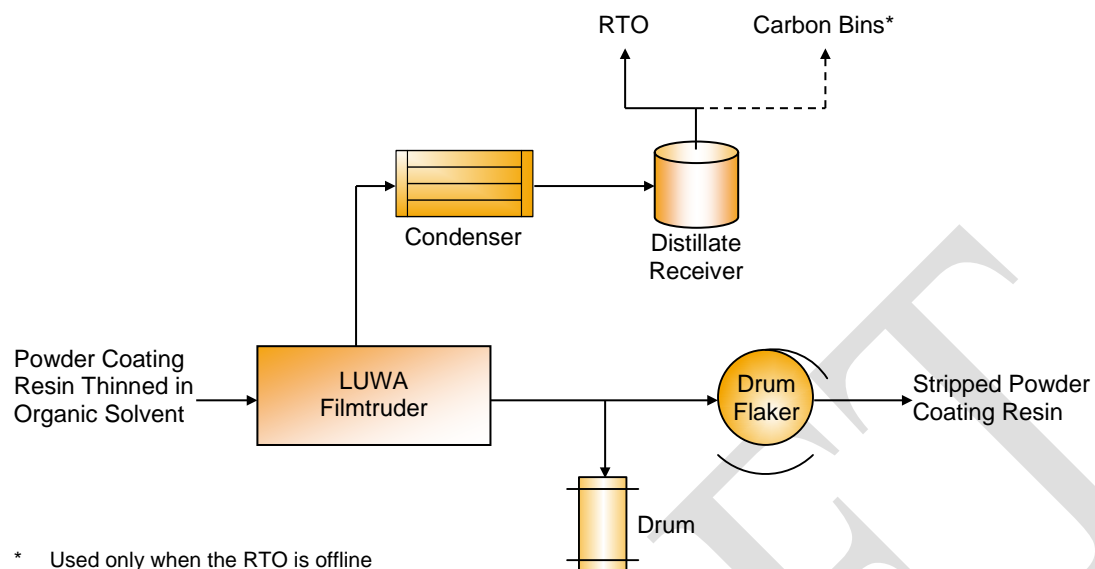 RTO
Carbon Bins*
Condenser
Distillate
Receiver
Powder Coating
Resin Thinned in
Organic Solvent
LUWA
Filmtruder
Drum
Flaker
Stripped Powder
Coating Resin
Drum
* Used only when the RTO is offline